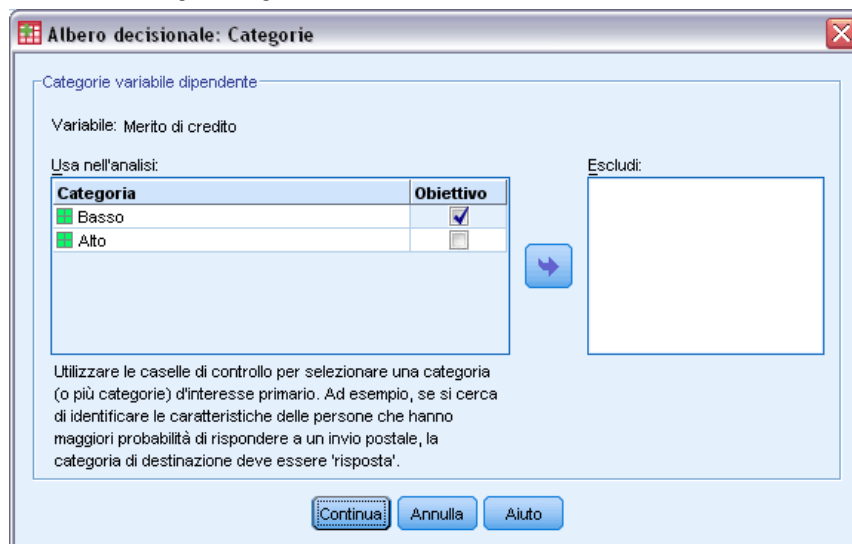 Albero decisionale: Categorie
Categorie variabile dipendente
Variabile: Merito di credito
Usa nell'analisi:
Escludi:
Categoria Obiettivo
Basso
Alto
Utilizzare le caselle di controllo per selezionare una categoria
(o più categorie) d'interesse primario. Ad esempio, se si cerca
di identificare le caratteristiche delle persone che hanno
maggiori probabilità di rispondere a un invio postale, la
categoria di destinazione deve essere 'risposta'.
Continua Annulla Aiuto